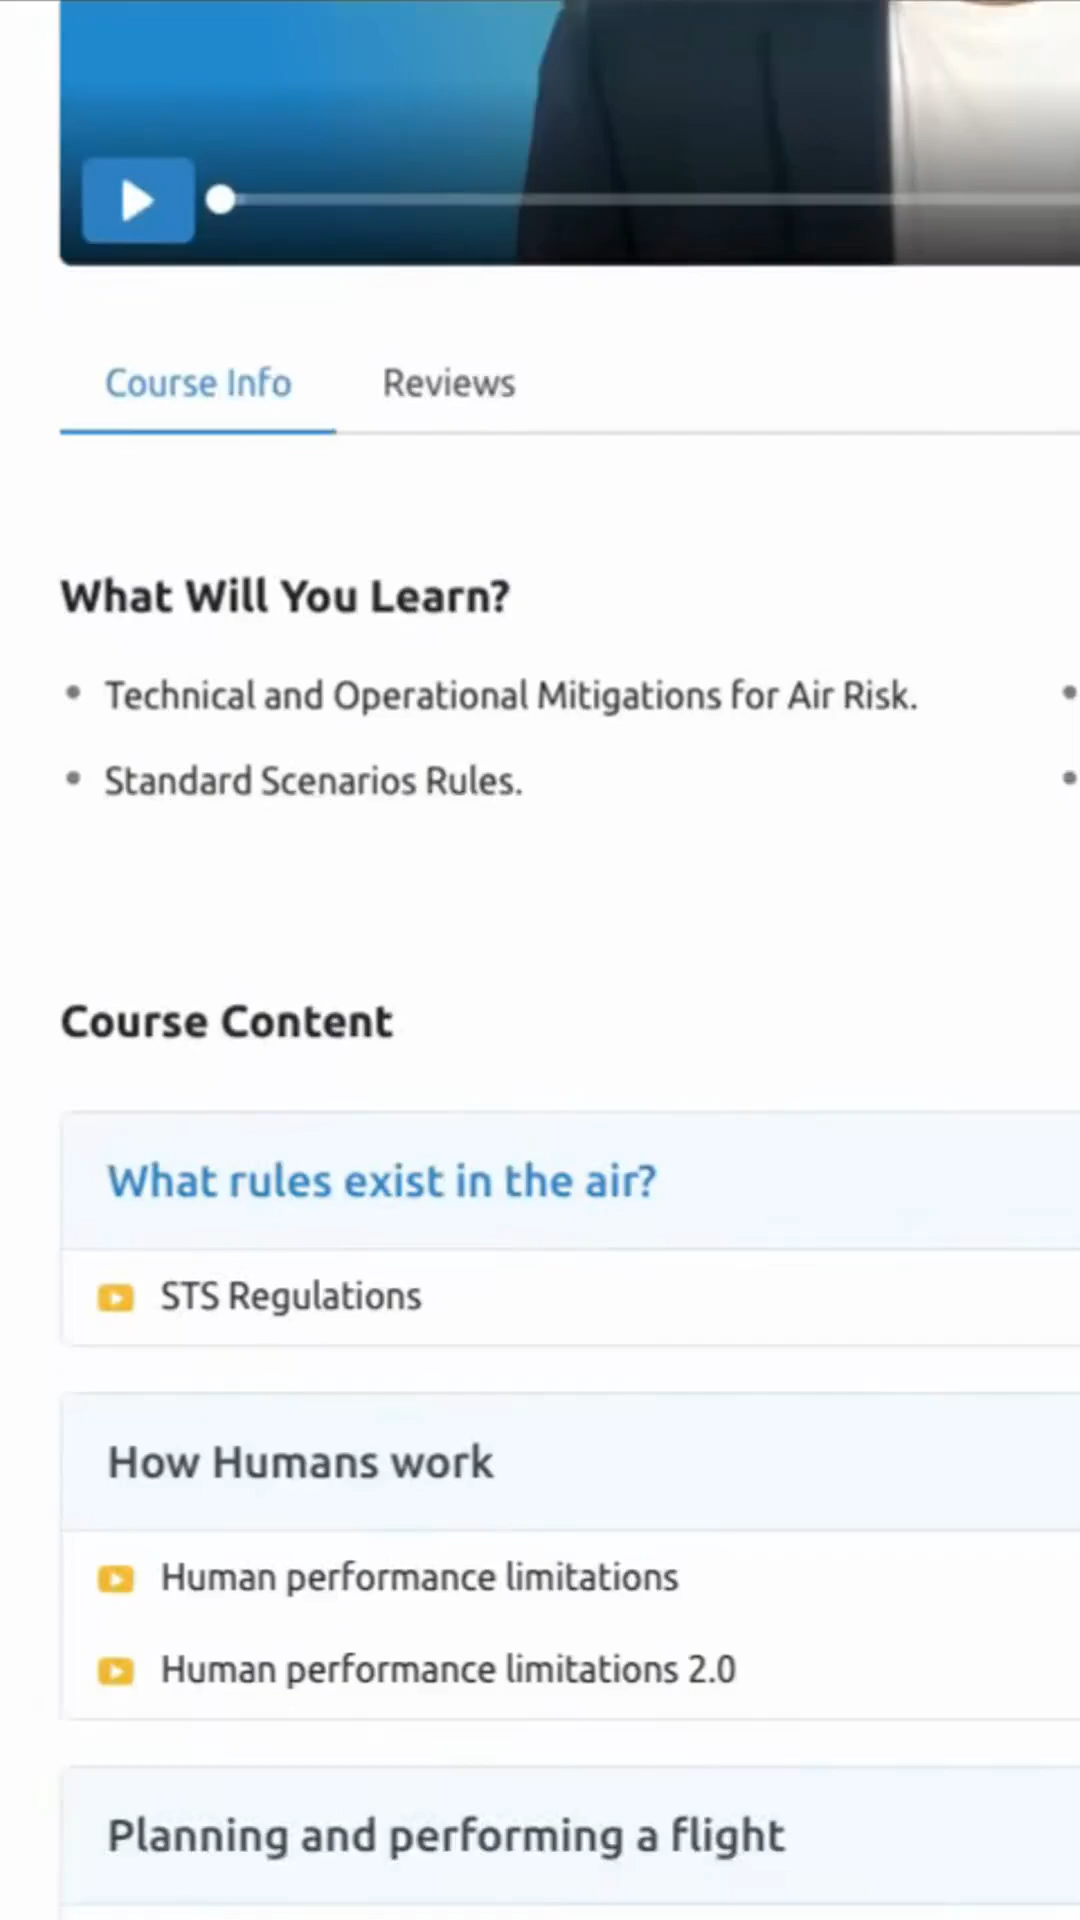 Course Info
Reviews
What Will You Learn?
• Technical and Operational Mitigations for Air Risk.
• Standard Scenarios Rules.
Course Content
What rules exist in the air?
STS Regulations
How Humans work
Human performance limitations
Human performance limitations 2.0
Planning and performing a flight